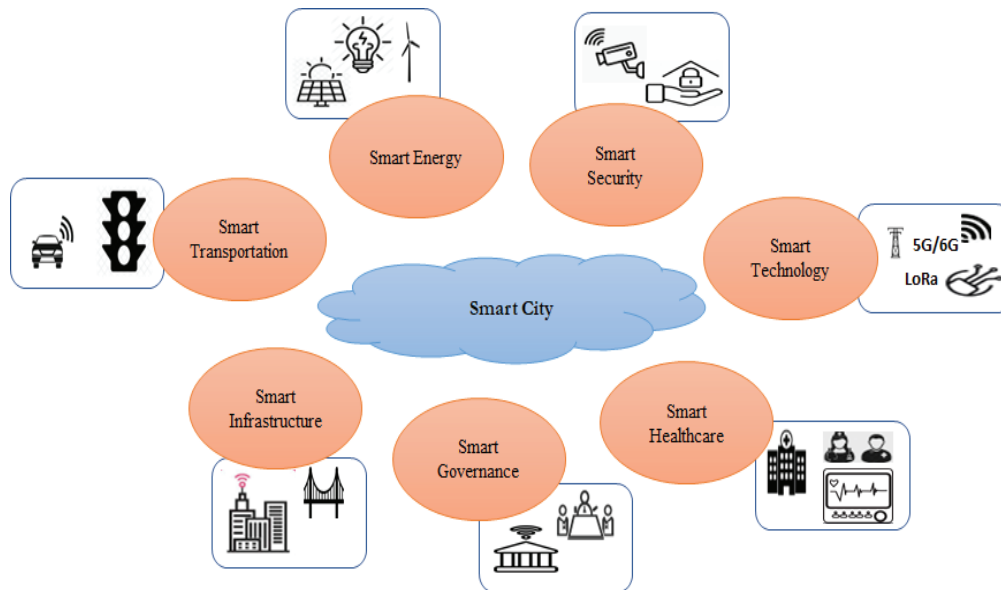 Smart Energy
Smart
Security
Smart
Transportation
Smart
Technology
5G/6G
LoRa
Smart City
Smart
Infrastructure
Smart
Governance
Smart
Healthcare